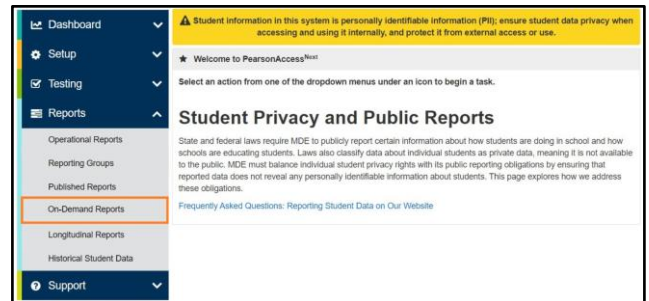 Dashboard
Setup
Testing
Reports
Operational Reports
Reporting Groups
Published Reports
On-Demand Reports
Longitudinal Reports
Historical Student Data
Support
Student information in this system is personally identifiable information (PII); ensure student data privacy when
accessing and using it internally, and protect it from external access or use.
★ Welcome to PearsonAccessNext
Select an action from one of the dropdown menus under an icon to begin a task.
Student Privacy and Public Reports
State and federal laws require MDE to publicly report certain information about how students are doing in school and how
schools are educating students. Laws also classify data about individual students as private data, meaning it is not available
to the public. MDE must balance individual student privacy rights with its public reporting obligations by ensuring that
reported data does not reveal any personally identifiable information about students. This page explores how we address
these obligations.
Frequently Asked Questions: Reporting Student Data on Our Website